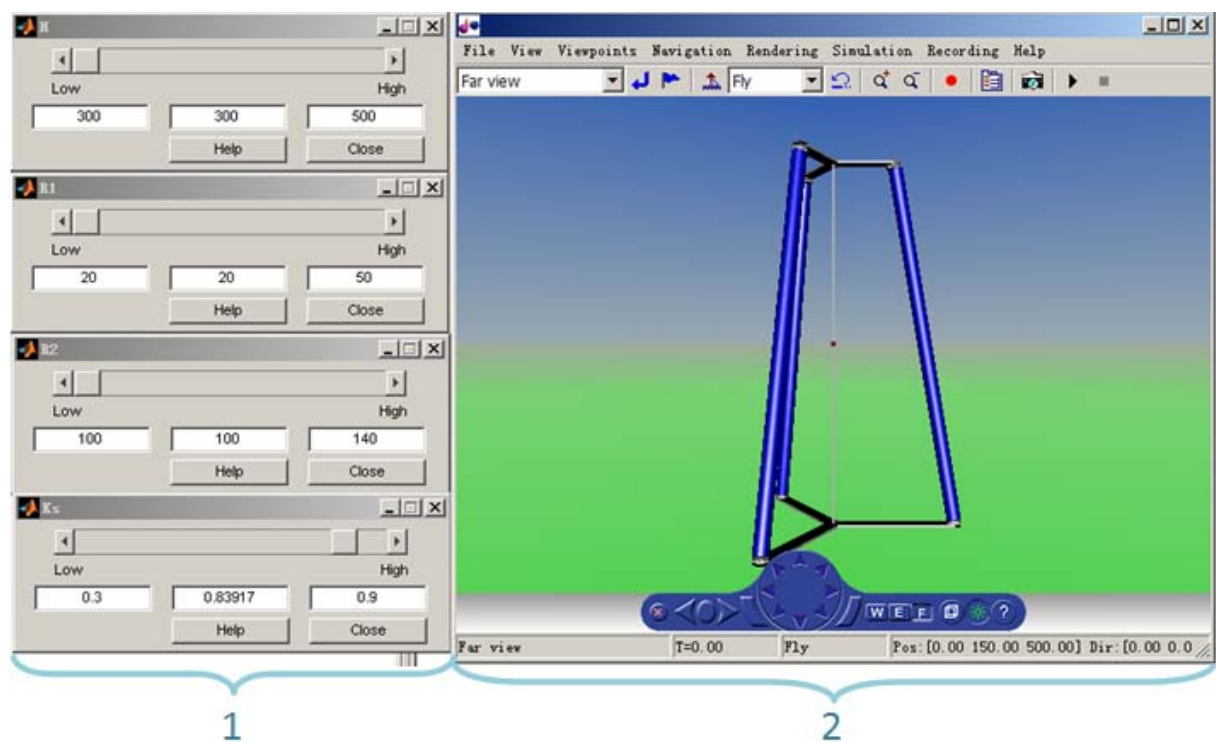 H
Low High
300 300 500
Help Close
R1
Low High
20 20 50
Help Close
R2
Low High
100 100 140
Help Close
Ks
Low High
0.3 0.83917 0.9
Help Close
1
File View Viewpoints Navigation Rendering Simulation Recording Help
Far view Fly
W E F ?
Far view T=0.00 Fly Pos:[0.00 150.00 500.00] Dir:[0.00 0.0
2